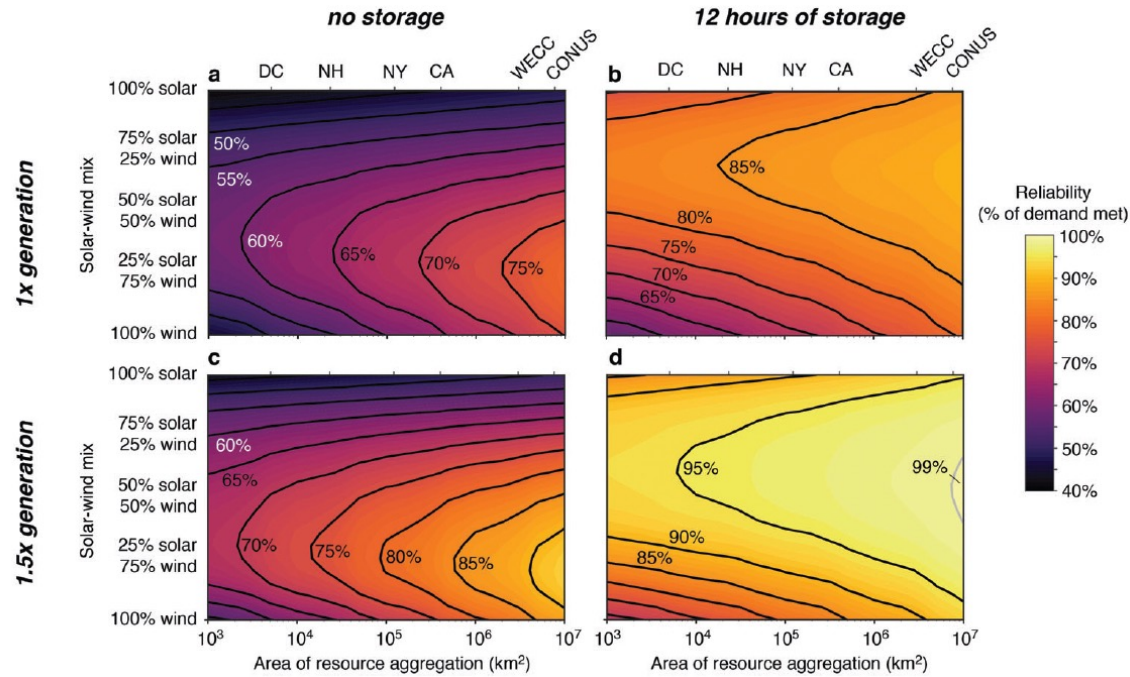 no storage
12 hours of storage
DC NH NY CA WECC CONUS
DC NH NY CA WECC CONUS
1x generation
Solar-wind mix
a
100% solar
75% solar
25% wind
50% solar
50% wind
25% solar
75% wind
100% wind
50%
55%
60%
65%
70%
75%
b
85%
80%
75%
70%
65%
Reliability
(% of demand met)
100%
90%
80%
70%
60%
50%
40%
1.5x generation
Solar-wind mix
c
100% solar
75% solar
25% wind
50% solar
50% wind
25% solar
75% wind
100% wind
60%
65%
70%
75%
80%
85%
d
95%
99%
90%
85%
10³ 10⁴ 10⁵ 10⁶ 10⁷
Area of resource aggregation (km²)
10³ 10⁴ 10⁵ 10⁶ 10⁷
Area of resource aggregation (km²)